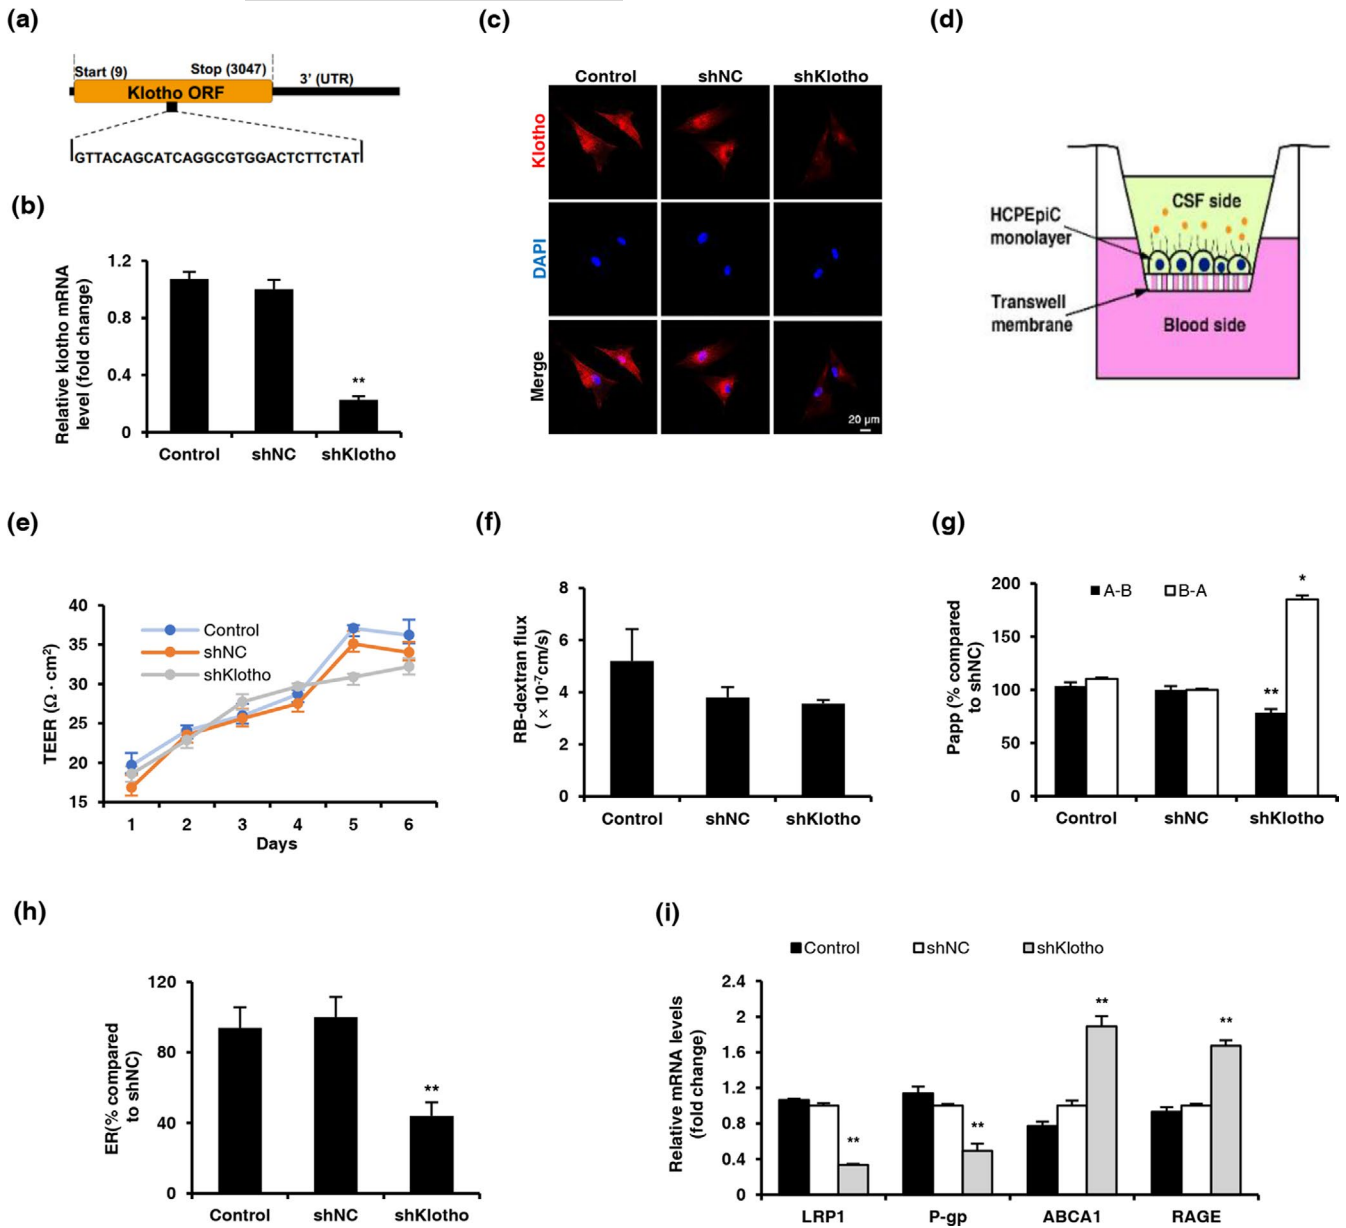 (a)
Start (9)
Stop (3047)
3' (UTR)
Klotho ORF
GTTACAGCATCAGGCGTGGACTCTTCTAT
(b)
Relative klotho mRNA
level (fold change)
1.2
0.8
0.4
0
**
Control
shNC
shKlotho
(c)
Control
shNC
shKlotho
Klotho
DAPI
Merge
20 μm
(d)
CSF side
HCPEpiC
monolayer
Transwell
membrane
Blood side
(e)
TEER (Ω · cm²)
40
35
30
25
20
15
Control
shNC
shKlotho
1
2
3
4
5
6
Days
(f)
RB-dextran flux
( × 10⁻⁷cm/s)
8
6
4
2
0
Control
shNC
shKlotho
(g)
Papp (% compared
to shNC)
200
150
100
50
0
A-B
B-A
**
*
Control
shNC
shKlotho
(h)
ER(% compared
to shNC)
120
80
40
0
**
Control
shNC
shKlotho
(i)
Control
shNC
shKlotho
Relative mRNA levels
(fold change)
2.4
2
1.6
1.2
0.8
0.4
0
**
**
**
**
LRP1
P-gp
ABCA1
RAGE